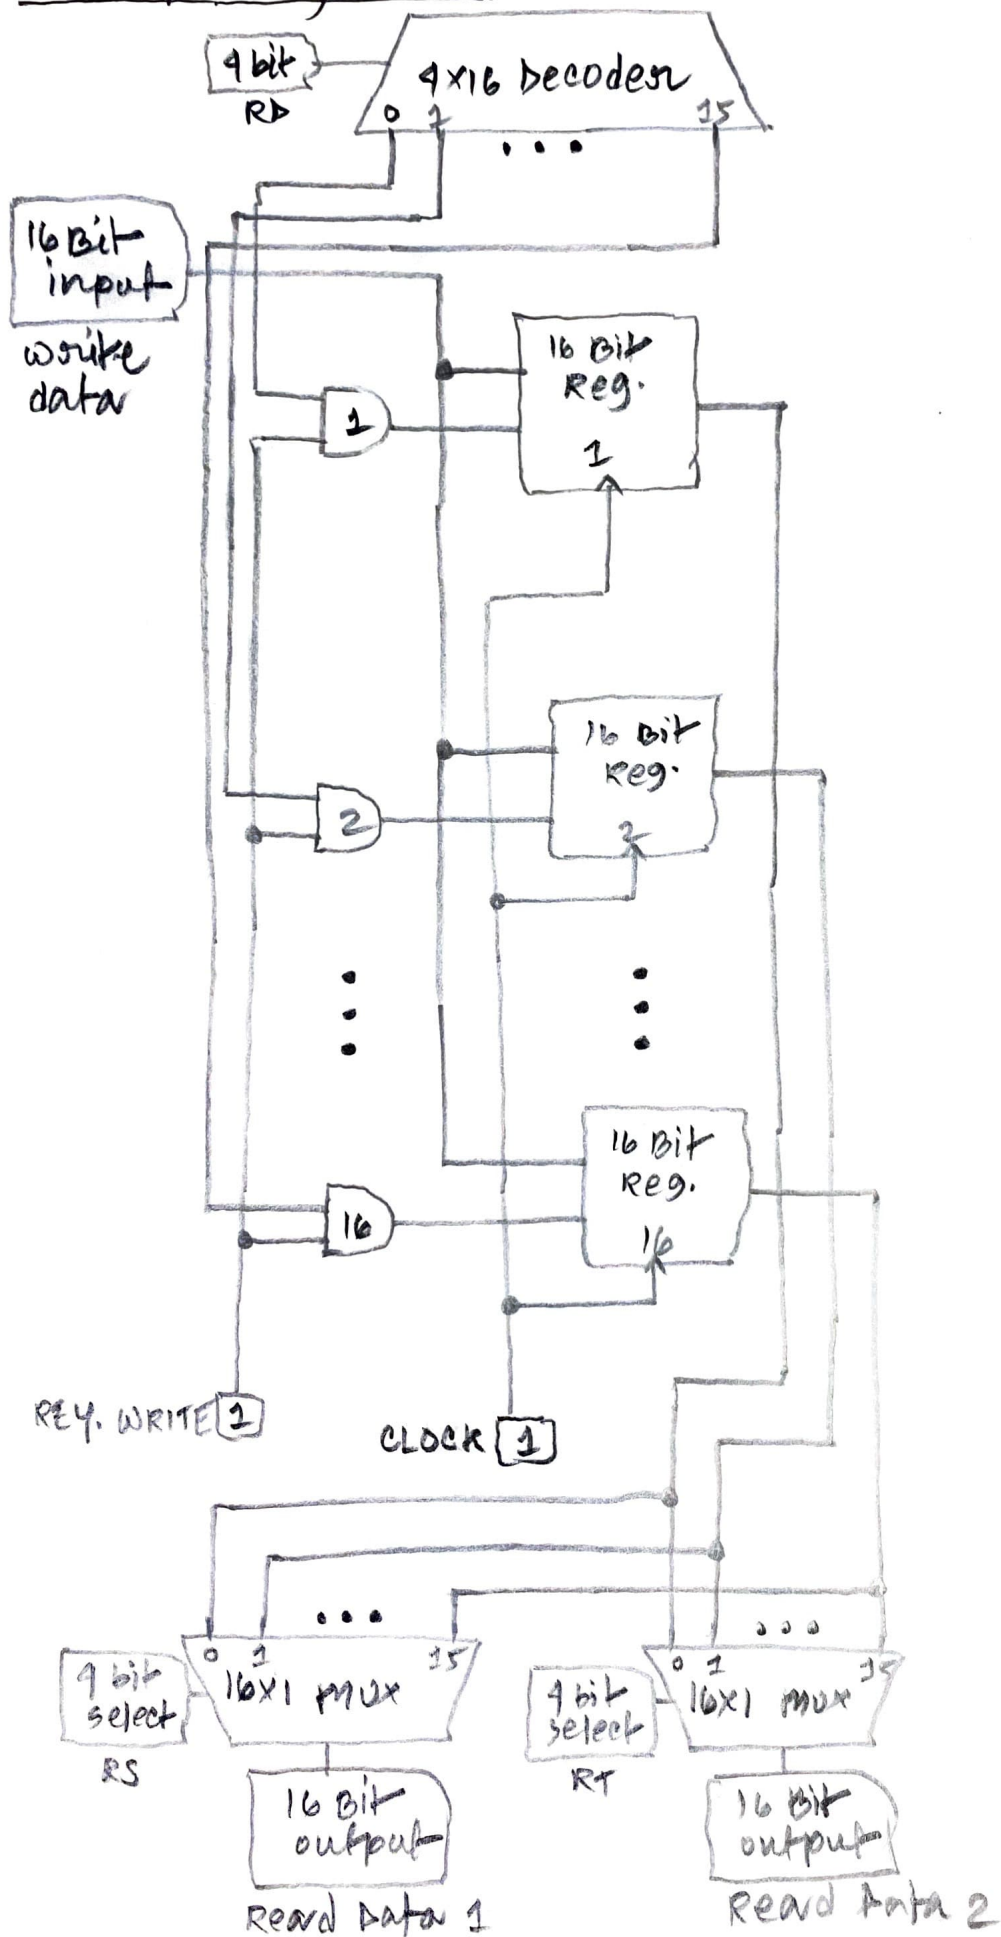 4 bit
RD
4x16 Decoder
0 1 15
16 Bit
input
write
data
16 Bit
Reg.
1
1
16 Bit
Reg.
2
2
16 Bit
Reg.
16
16
REY. WRITE 1
CLOCK 1
0 1 15
16x1 MUX
4 bit
select
RS
0 1 15
16x1 MUX
4 bit
select
RT
16 Bit
output
Read Data 1
16 Bit
output
Read Data 2